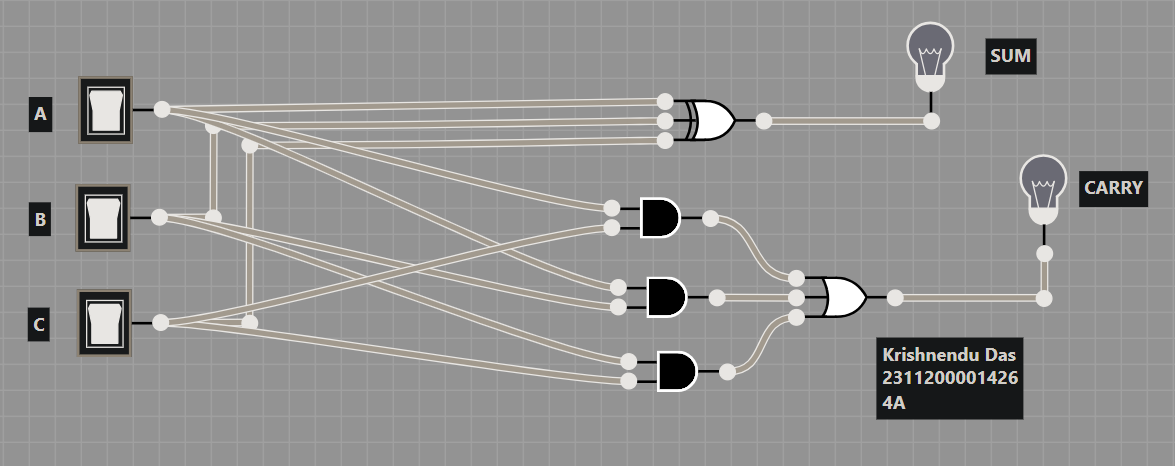 SUM
A
CARRY
B
C
Krishnendu Das
2311200001426
4A